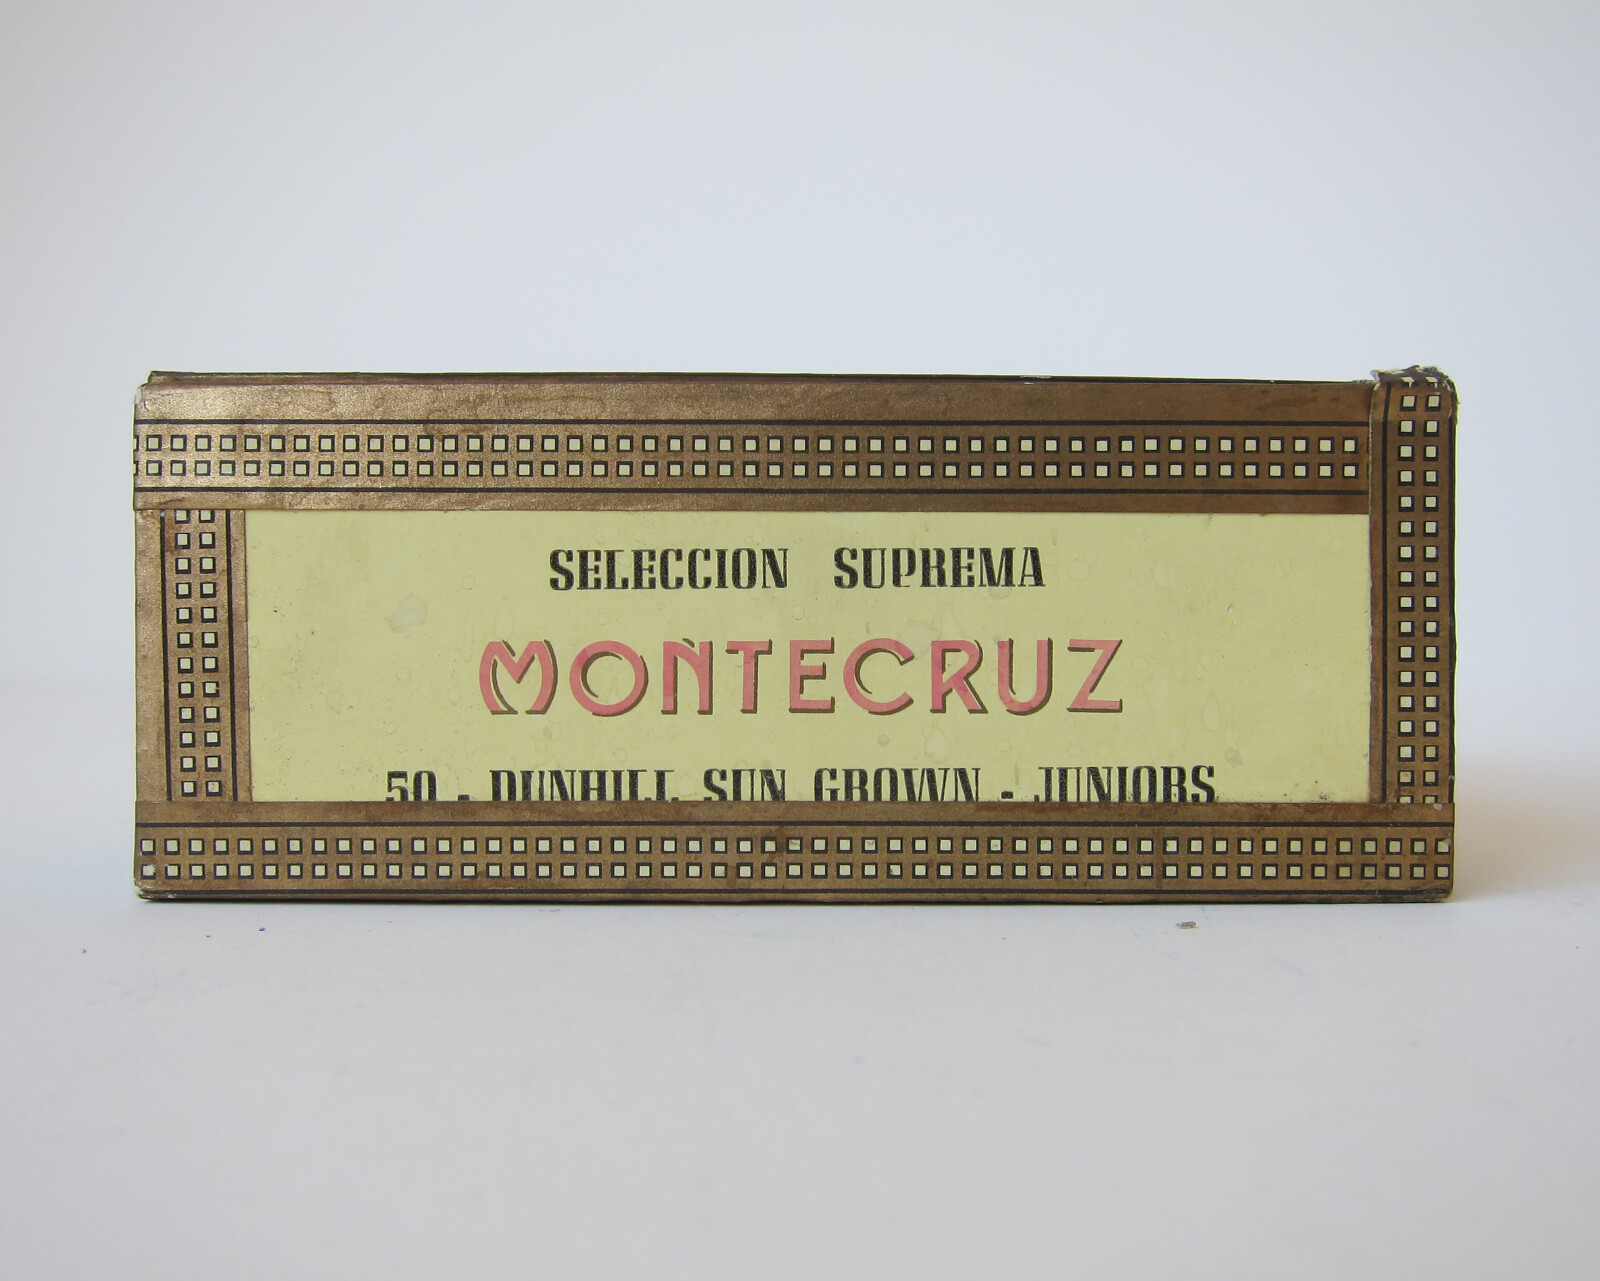 SELECCION SUPREMA
MONTECRUZ
50 - DUNHILL SUN GROWN - JUNIORS